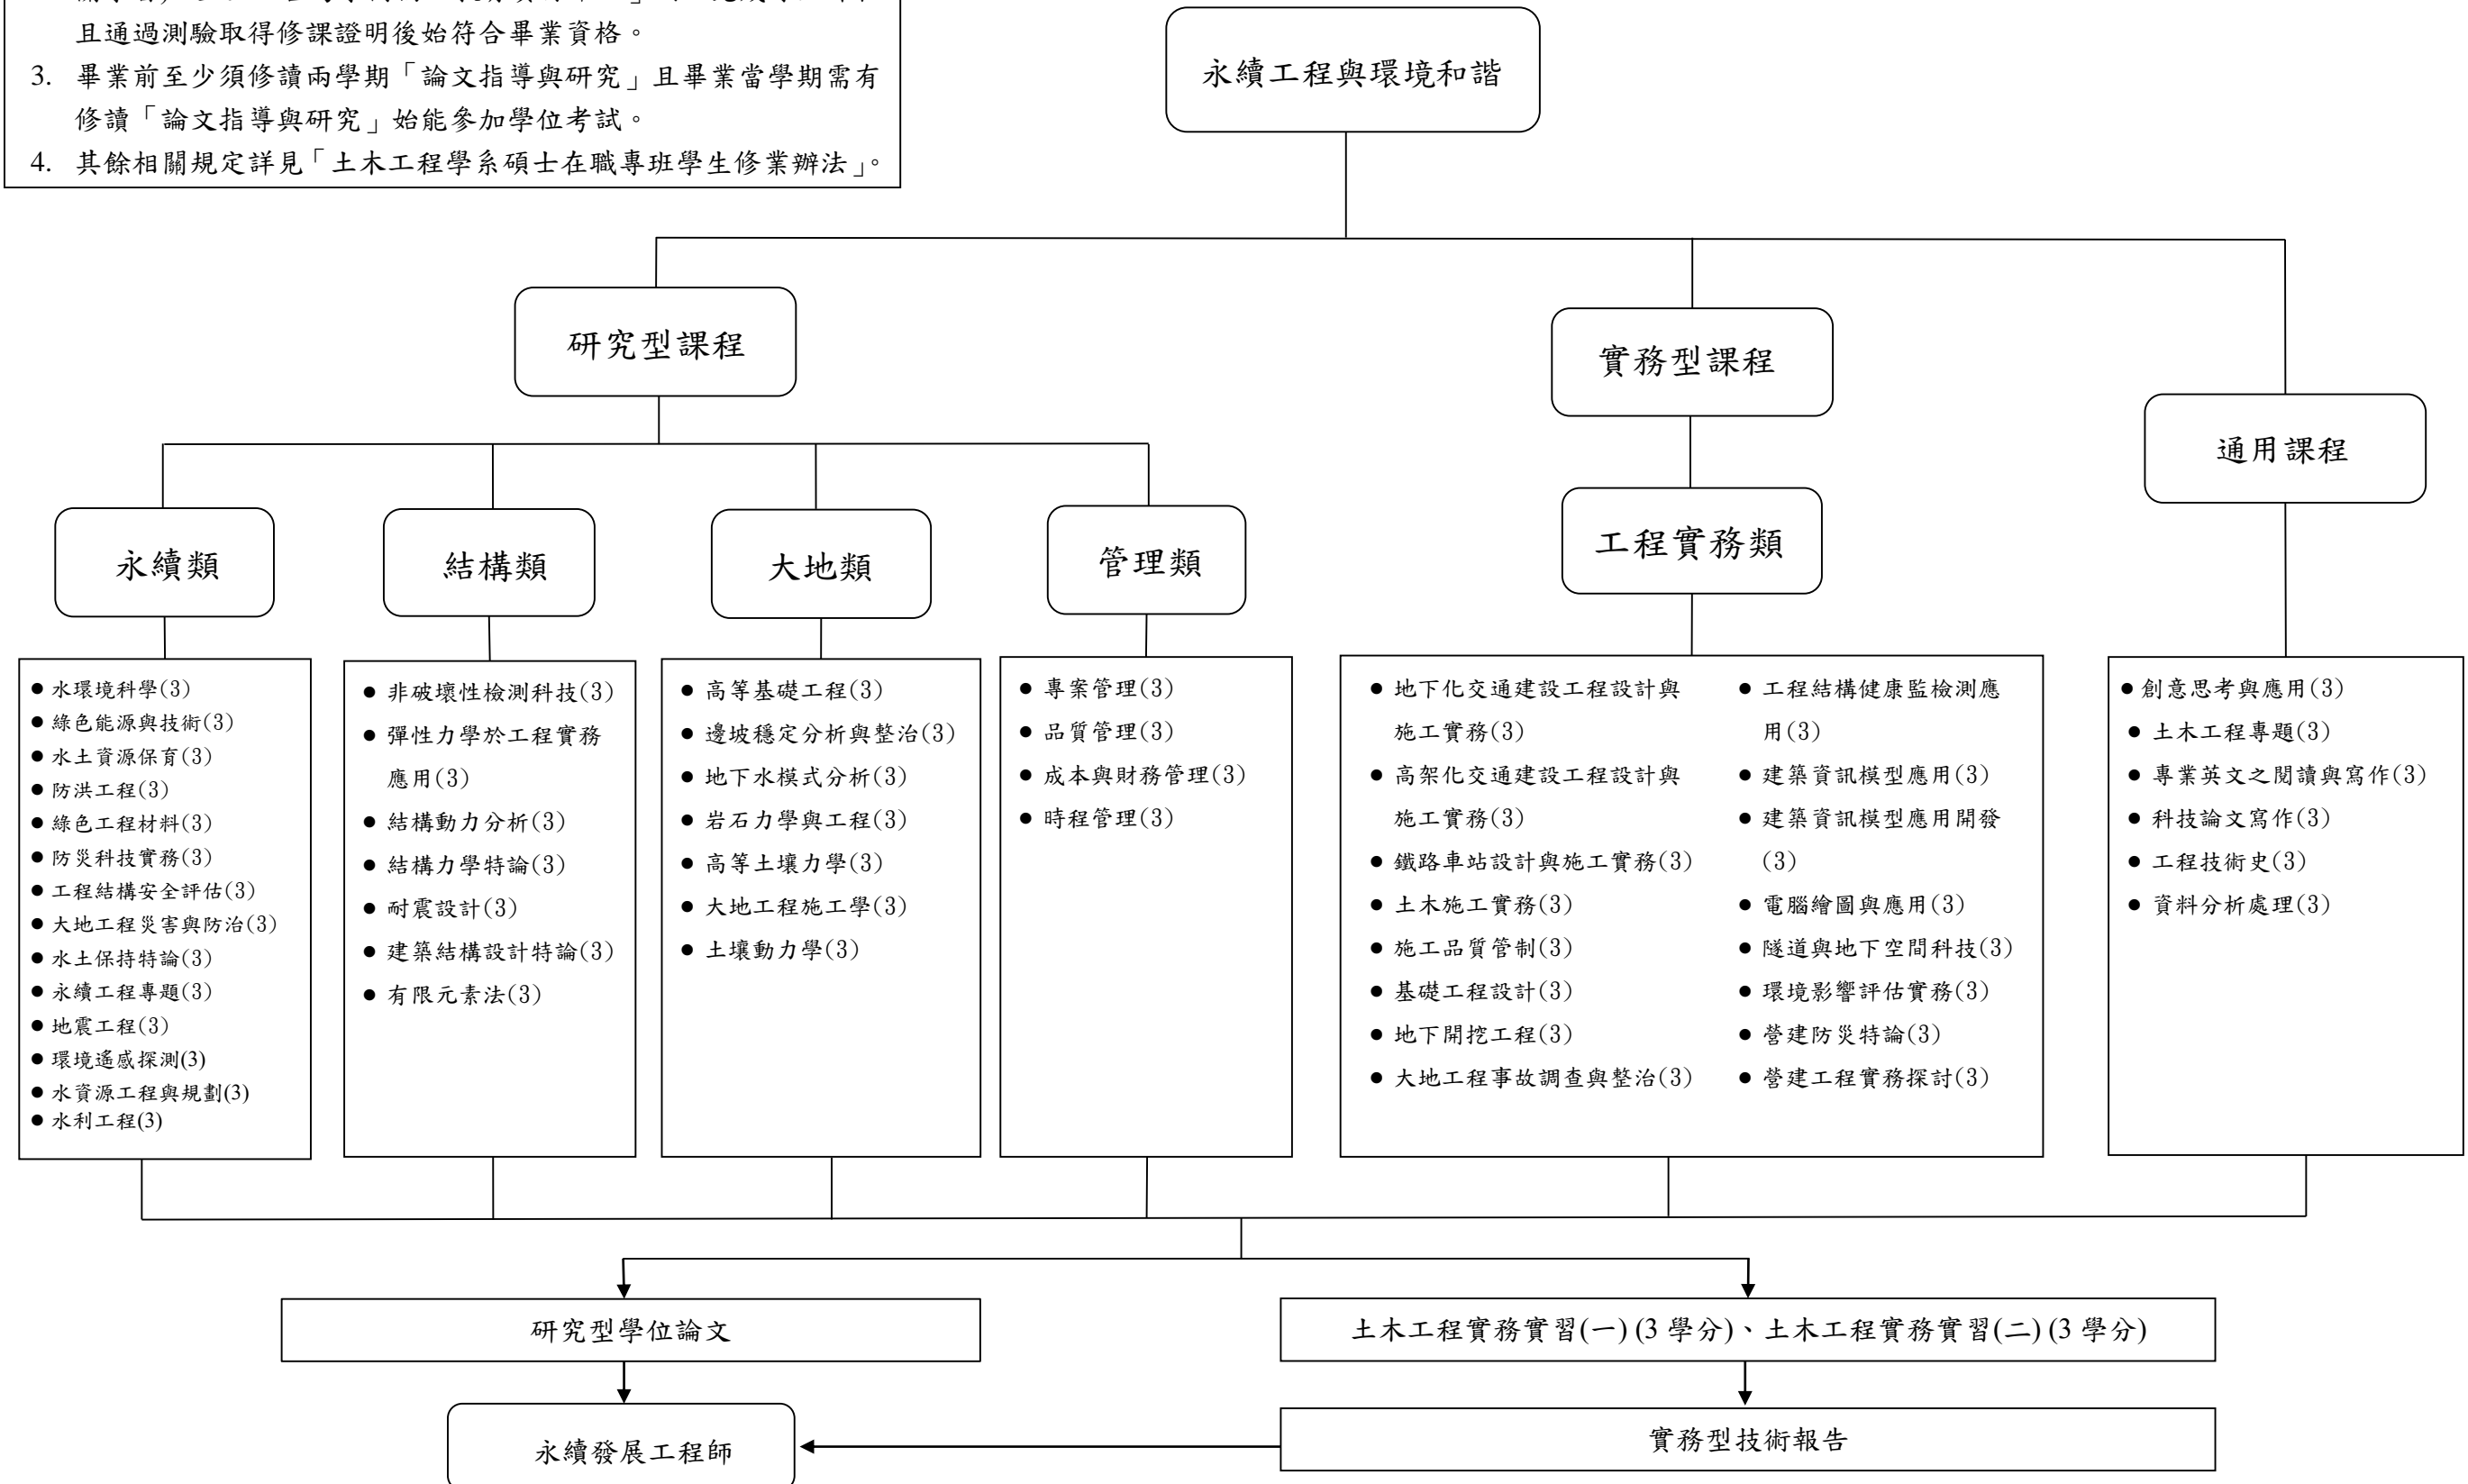 且通過測驗取得修課證明後始符合畢業資格。
3. 畢業前至少須修讀兩學期「論文指導與研究」且畢業當學期需有
修讀「論文指導與研究」始能參加學位考試。
4. 其餘相關規定詳見「土木工程學系碩士在職專班學生修業辦法」。
永續工程與環境和諧
研究型課程
實務型課程
通用課程
永續類
結構類
大地類
管理類
工程實務類
● 水環境科學(3)
● 綠色能源與技術(3)
● 水土資源保育(3)
● 防洪工程(3)
● 綠色工程材料(3)
● 防災科技實務(3)
● 工程結構安全評估(3)
● 大地工程災害與防治(3)
● 水土保持特論(3)
● 永續工程專題(3)
● 地震工程(3)
● 環境遙感探測(3)
● 水資源工程與規劃(3)
● 水利工程(3)
● 非破壞性檢測科技(3)
● 彈性力學於工程實務
應用(3)
● 結構動力分析(3)
● 結構力學特論(3)
● 耐震設計(3)
● 建築結構設計特論(3)
● 有限元素法(3)
● 高等基礎工程(3)
● 邊坡穩定分析與整治(3)
● 地下水模式分析(3)
● 岩石力學與工程(3)
● 高等土壤力學(3)
● 大地工程施工學(3)
● 土壤動力學(3)
● 專案管理(3)
● 品質管理(3)
● 成本與財務管理(3)
● 時程管理(3)
● 地下化交通建設工程設計與
施工實務(3)
● 高架化交通建設工程設計與
施工實務(3)
● 鐵路車站設計與施工實務(3)
● 土木施工實務(3)
● 施工品質管制(3)
● 基礎工程設計(3)
● 地下開挖工程(3)
● 大地工程事故調查與整治(3)
● 工程結構健康監檢測應
用(3)
● 建築資訊模型應用(3)
● 建築資訊模型應用開發
(3)
● 電腦繪圖與應用(3)
● 隧道與地下空間科技(3)
● 環境影響評估實務(3)
● 營建防災特論(3)
● 營建工程實務探討(3)
● 創意思考與應用(3)
● 土木工程專題(3)
● 專業英文之閱讀與寫作(3)
● 科技論文寫作(3)
● 工程技術史(3)
● 資料分析處理(3)
研究型學位論文
土木工程實務實習(一) (3 學分)、土木工程實務實習(二) (3 學分)
永續發展工程師
實務型技術報告